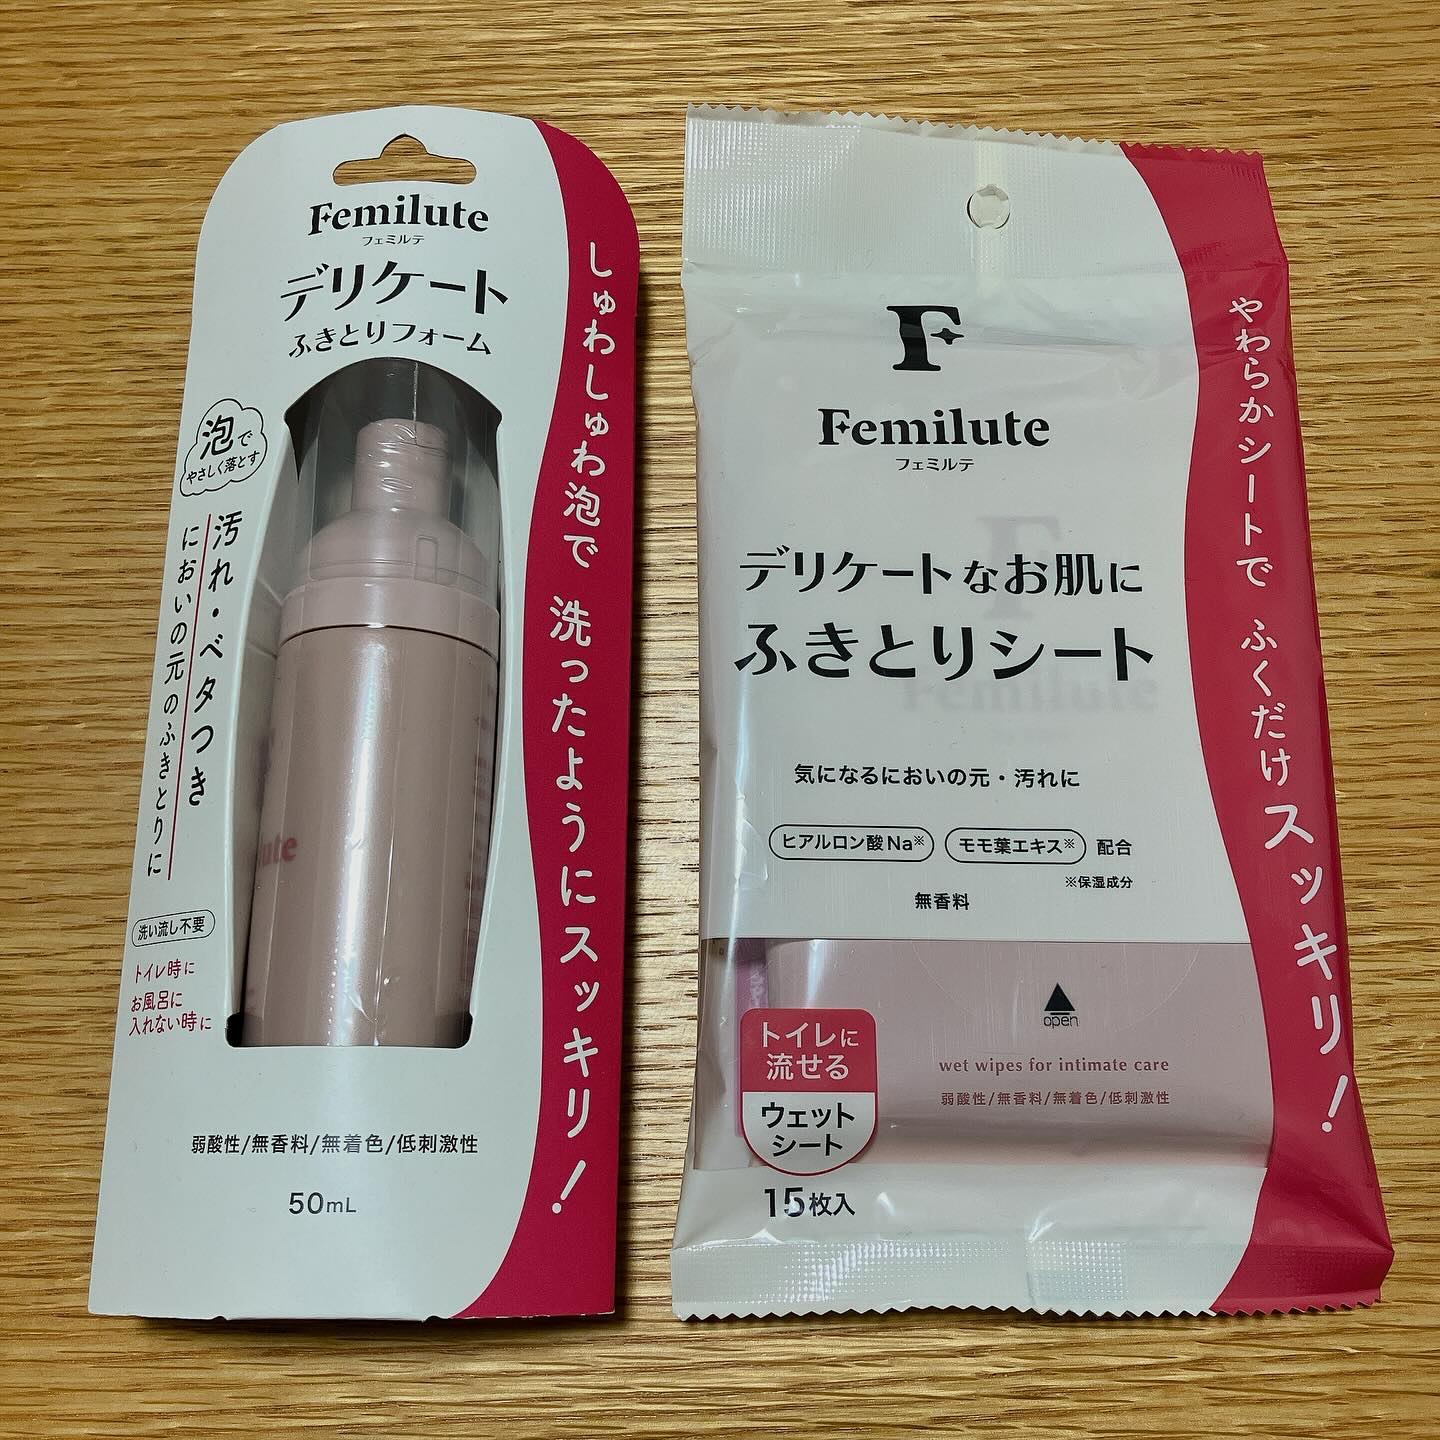 Femilute
フェミルテ
デリケート
ふきとりフォーム
泡で
やさしく落とす
汚れ・ベタつき
においの元のふきとりに
洗い流し不要
トイレ時に
お風呂に
入れない時に
しゅわしゅわ泡で 洗ったようにスッキリ!
lute
弱酸性/無香料/無着色/低刺激性
50mL
F
Femilute
フェミルテ
デリケートなお肌に
ふきとりシート
気になるにおいの元・汚れに
ヒアルロン酸Na※ モモ葉エキス※ 配合
※保湿成分
無香料
やわらかシートで ふくだけスッキリ!
F
Femilute
open
wet wipes for intimate care
弱酸性/無香料/無着色/低刺激性
トイレに
流せる
ウェット
シート
15枚入